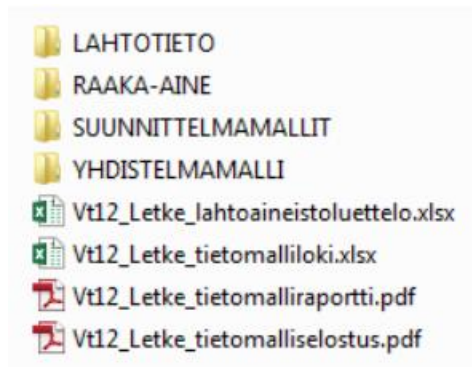 LAHTOTIETO
RAAKA-AINE
SUUNNITTELMAMALLIT
YHDISTELMAMALLI
Vt12_Letke_lahtoaineistoluettelo.xlsx
Vt12_Letke_tietomalliloki.xlsx
Vt12_Letke_tietomalliraportti.pdf
Vt12_Letke_tietomalliselostus.pdf